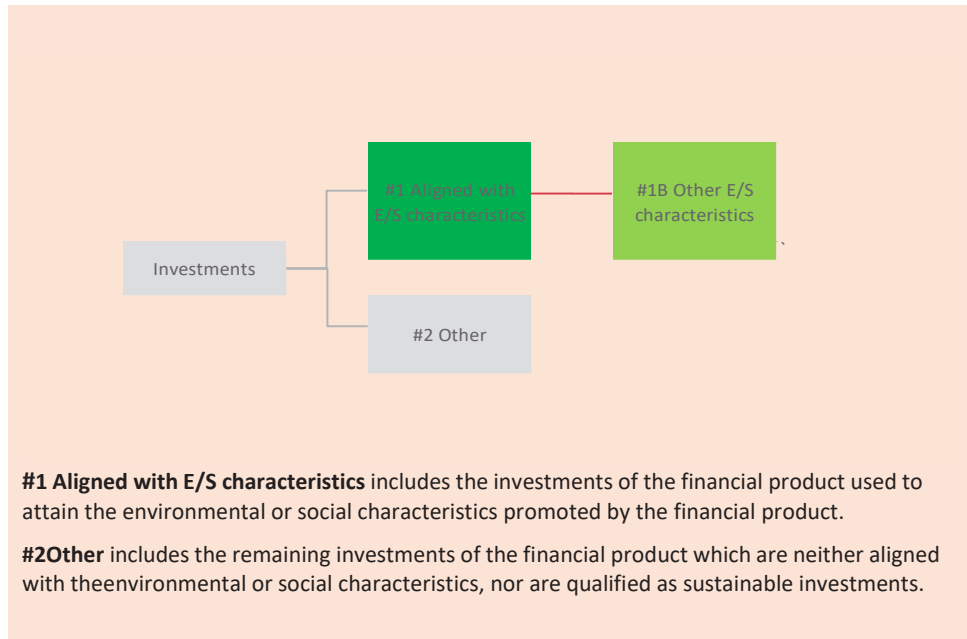 #1 Aligned with
E/S characteristics
#1B Other E/S
characteristics
`
Investments
#2 Other
#1 Aligned with E/S characteristics includes the investments of the financial product used to
attain the environmental or social characteristics promoted by the financial product.
#2Other includes the remaining investments of the financial product which are neither aligned
with theenvironmental or social characteristics, nor are qualified as sustainable investments.